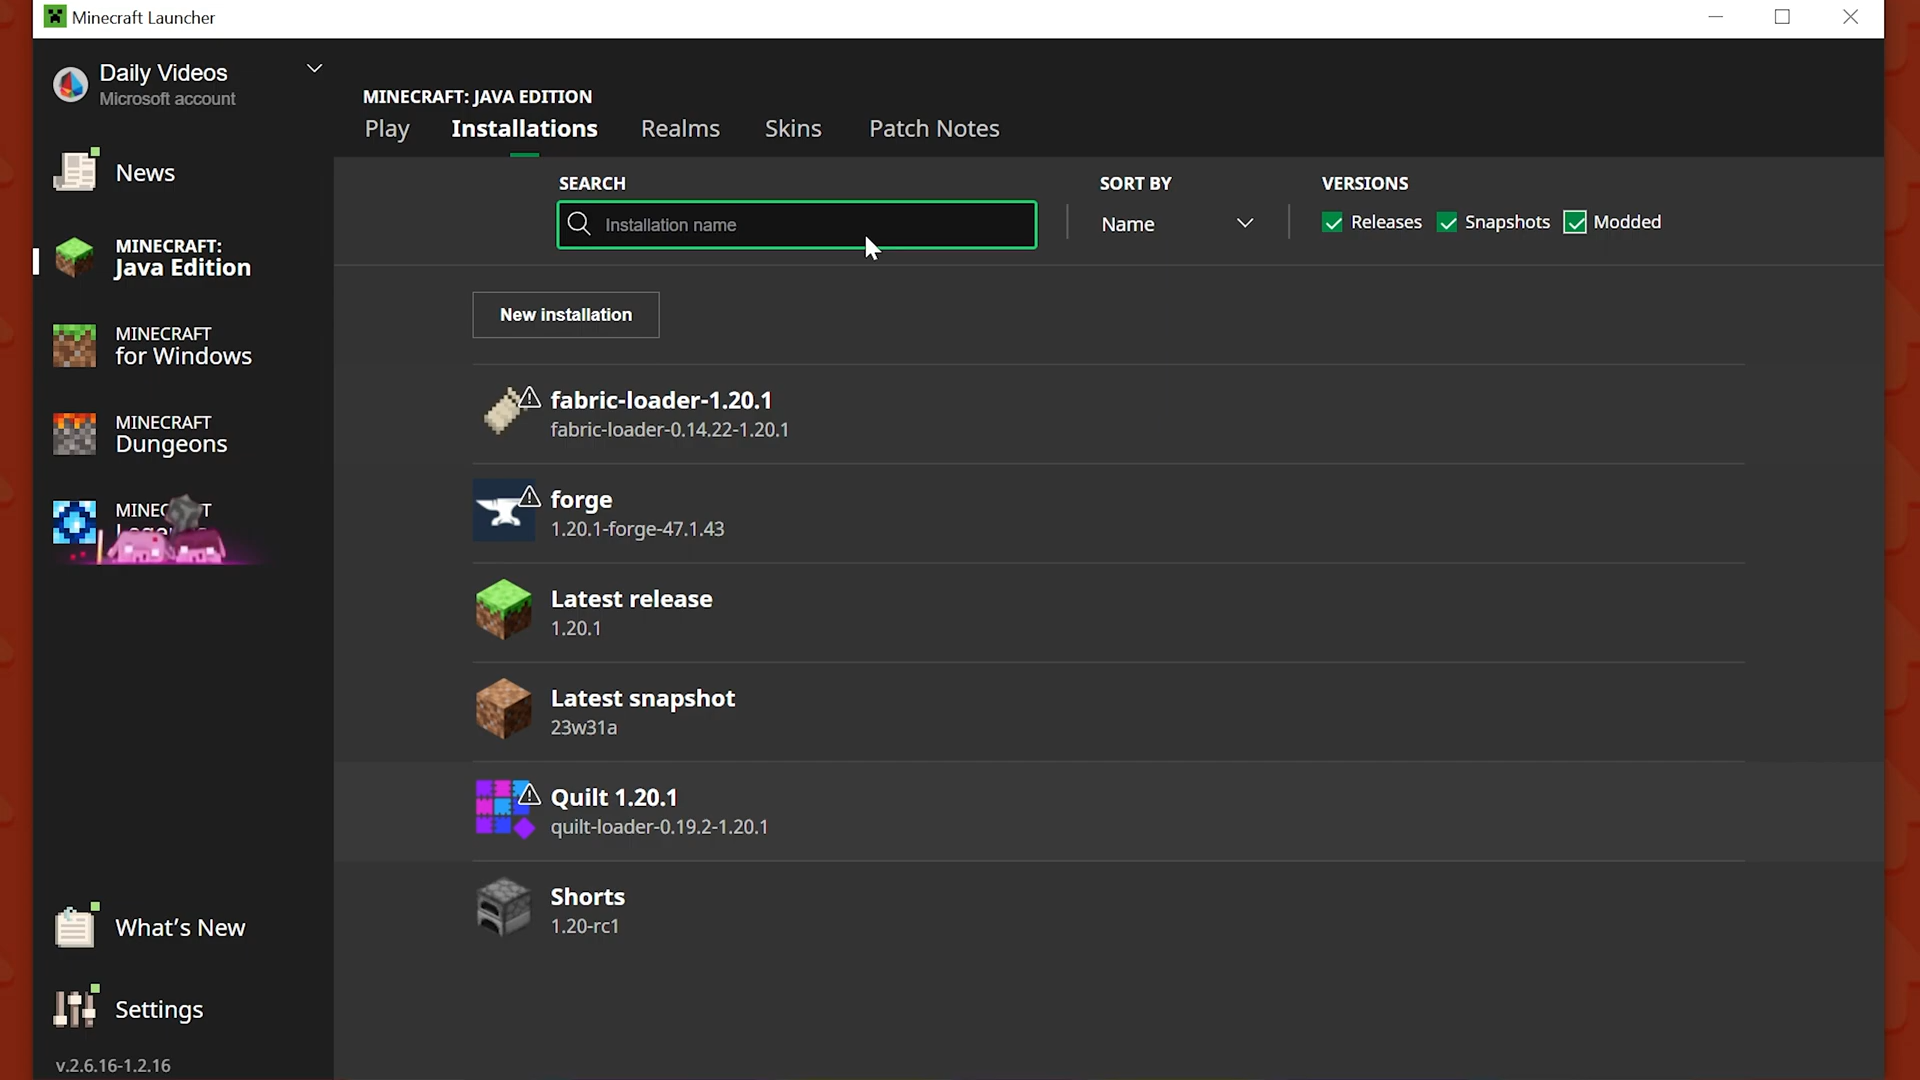 Minecraft Launcher
Daily Videos
Microsoft account
News
MINECRAFT:
Java Edition
MINECRAFT
for Windows
MINECRAFT
Dungeons
What's New
Settings
v.2.6.16-1.2.16
MINECRAFT: JAVA EDITION
Play Installations Realms Skins Patch Notes
SEARCH SORT BY VERSIONS
Installation name Name Releases Snapshots Modded
New installation
fabric-loader-1.20.1
fabric-loader-0.14.22-1.20.1
forge
1.20.1-forge-47.1.43
Latest release
1.20.1
Latest snapshot
23w31a
Quilt 1.20.1
quilt-loader-0.19.2-1.20.1
Shorts
1.20-rc1